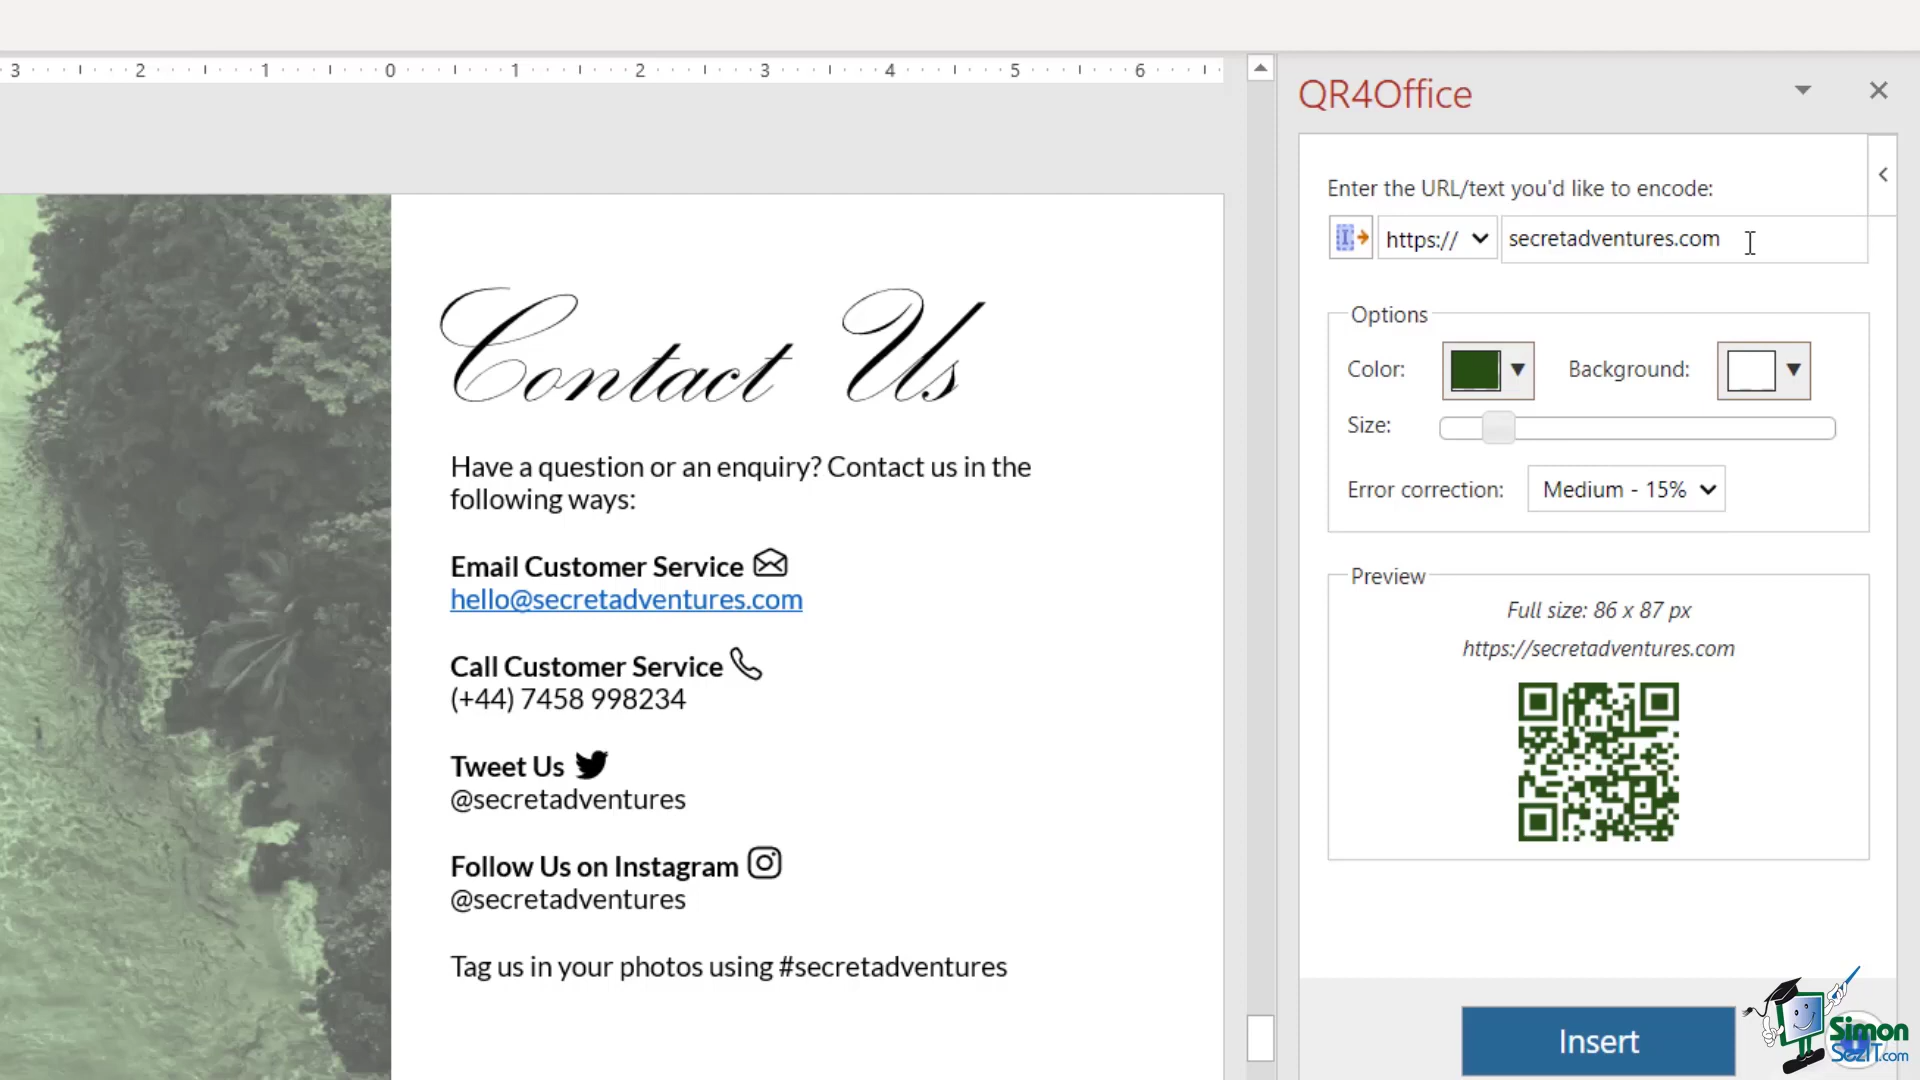 3 2 1 0 1 2 3 4 5 6
QR4Office
Enter the URL/text you'd like to encode:
https:// secretadventures.com
Options
Color: Background:
Size:
Error correction: Medium - 15%
Preview
Full size: 86 x 87 px
https://secretadventures.com
Insert
Contact Us
Have a question or an enquiry? Contact us in the
following ways:
Email Customer Service
hello@secretadventures.com
Call Customer Service
(+44) 7458 998234
Tweet Us
@secretadventures
Follow Us on Instagram
@secretadventures
Tag us in your photos using #secretadventures
Simon
SezIT.com